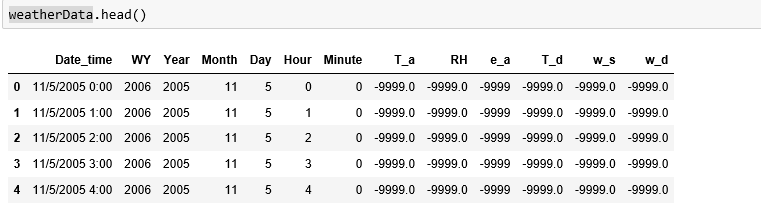 weatherData.head()
Date_time WY Year Month Day Hour Minute T_a RH e_a T_d w_s w_d
0 11/5/2005 0:00 2006 2005 11 5 0 0 -9999.0 -9999.0 -9999 -9999.0 -9999.0 -9999.0
1 11/5/2005 1:00 2006 2005 11 5 1 0 -9999.0 -9999.0 -9999 -9999.0 -9999.0 -9999.0
2 11/5/2005 2:00 2006 2005 11 5 2 0 -9999.0 -9999.0 -9999 -9999.0 -9999.0 -9999.0
3 11/5/2005 3:00 2006 2005 11 5 3 0 -9999.0 -9999.0 -9999 -9999.0 -9999.0 -9999.0
4 11/5/2005 4:00 2006 2005 11 5 4 0 -9999.0 -9999.0 -9999 -9999.0 -9999.0 -9999.0